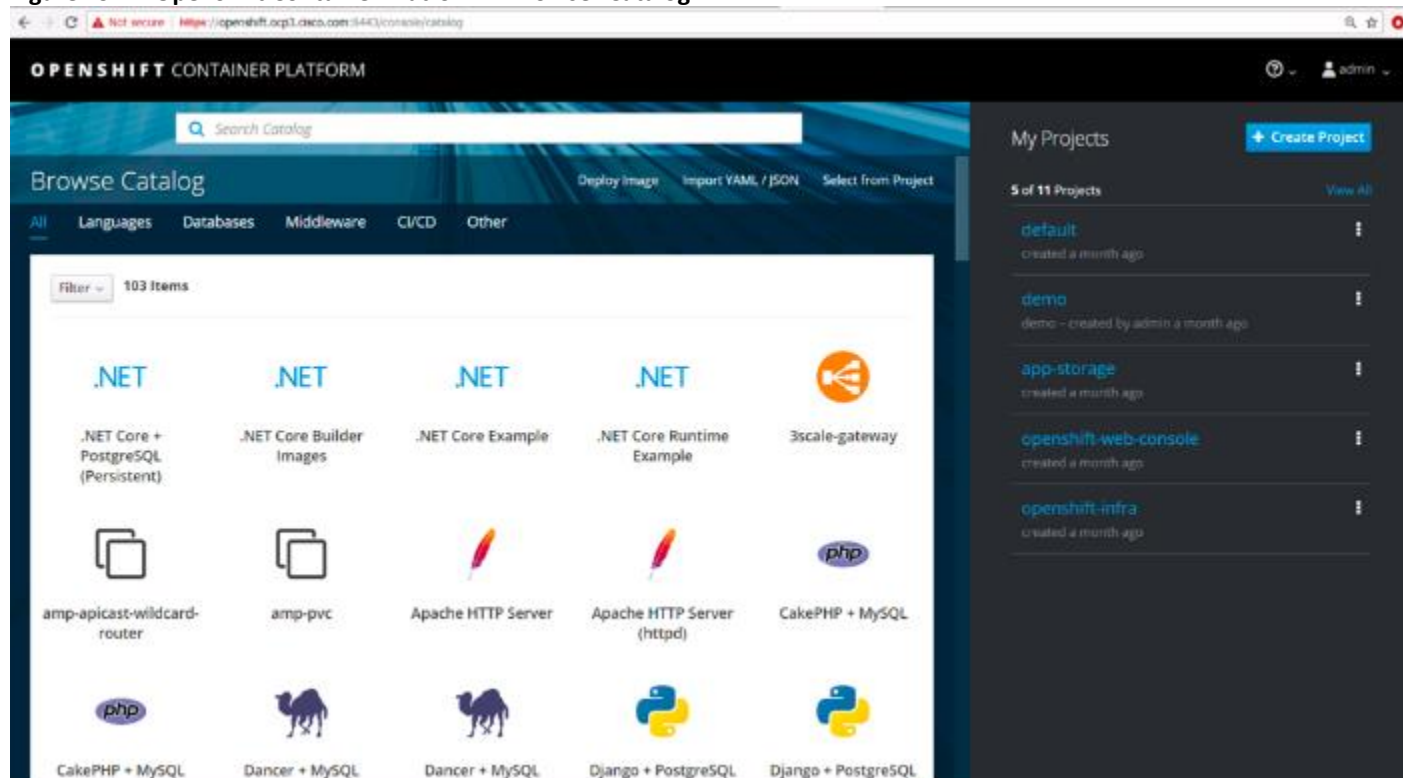 Not secure https://openshift.ocp3.cisco.com:8443/console/catalog
OPENSHIFT CONTAINER PLATFORM
admin
Search Catalog
My Projects
+ Create Project
Browse Catalog
Deploy Image Import YAML / JSON Select from Project
5 of 11 Projects View All
All Languages Databases Middleware CI/CD Other
default
created a month ago
Filter 103 Items
demo
demo - created by admin a month ago
.NET .NET .NET .NET
app-storage
created a month ago
.NET Core +
PostgreSQL
(Persistent)
.NET Core Builder
Images
.NET Core Example
.NET Core Runtime
Example
3scale-gateway
openshift-web-console
created a month ago
openshift-infra
created a month ago
php
amp-apicast-wildcard-
router
amp-pvc
Apache HTTP Server
Apache HTTP Server
(httpd)
CakePHP + MySQL
php
CakePHP + MySQL
Dancer + MySQL
Dancer + MySQL
Django + PostgreSQL
Django + PostgreSQL